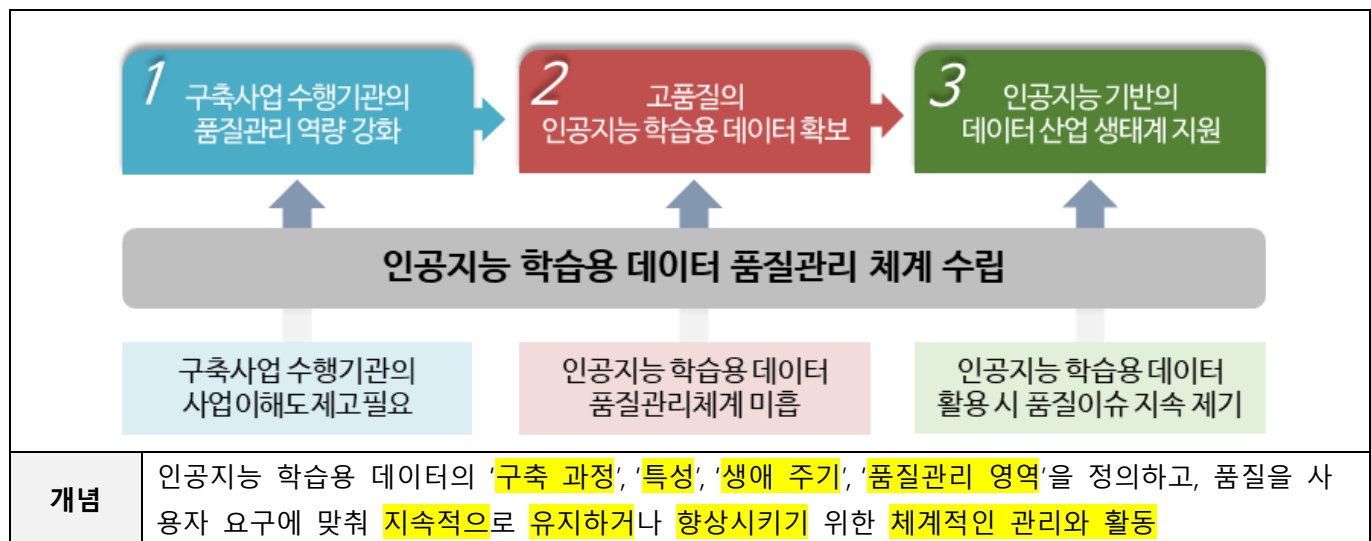 1 구축사업 수행기관의
품질관리 역량 강화
2 고품질의
인공지능 학습용 데이터 확보
3 인공지능 기반의
데이터 산업 생태계 지원
인공지능 학습용 데이터 품질관리 체계 수립
구축사업 수행기관의
사업이해도제고필요
인공지능 학습용 데이터
품질관리체계 미흡
인공지능 학습용 데이터
활용 시 품질이슈 지속 제기
개념
인공지능 학습용 데이터의 ‘구축 과정’, ‘특성’, ‘생애 주기’, ‘품질관리 영역’을 정의하고, 품질을 사
용자 요구에 맞춰 지속적으로 유지하거나 향상시키기 위한 체계적인 관리와 활동